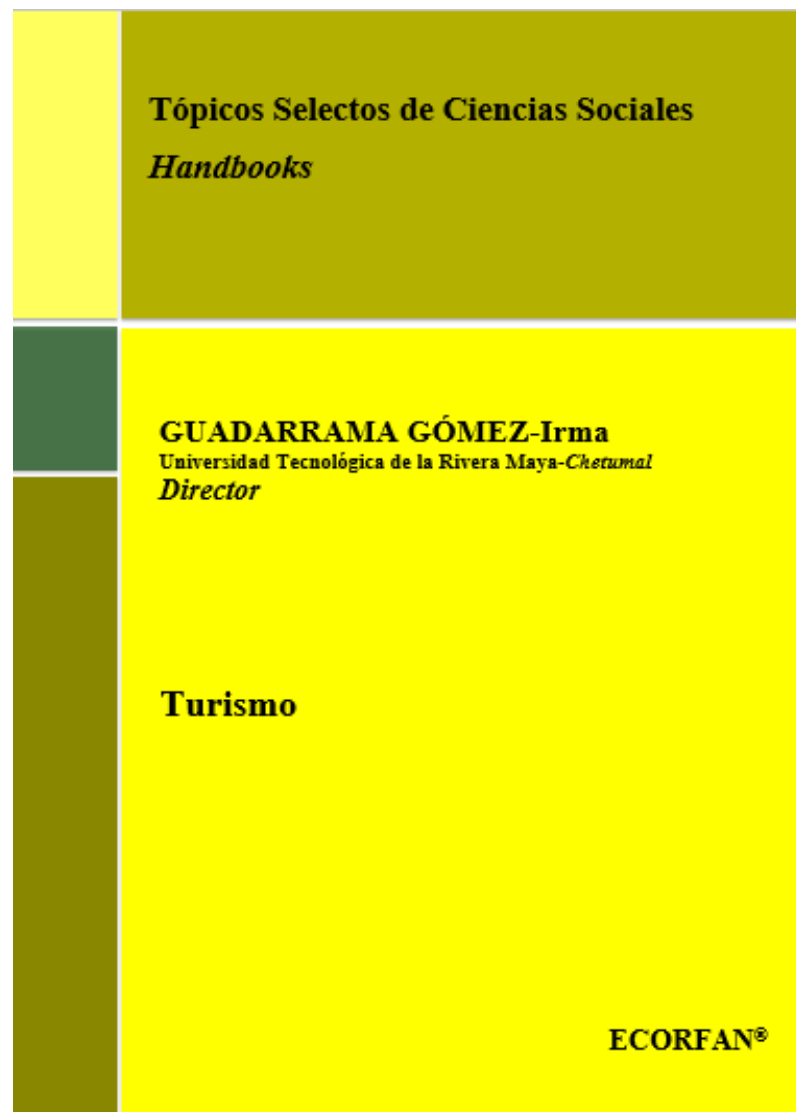 Tópicos Selectos de Ciencias Sociales
Handbooks
GUADARRAMA GÓMEZ-Irma
Universidad Tecnológica de la Rivera Maya-Chetumal
Director
Turismo
ECORFAN®